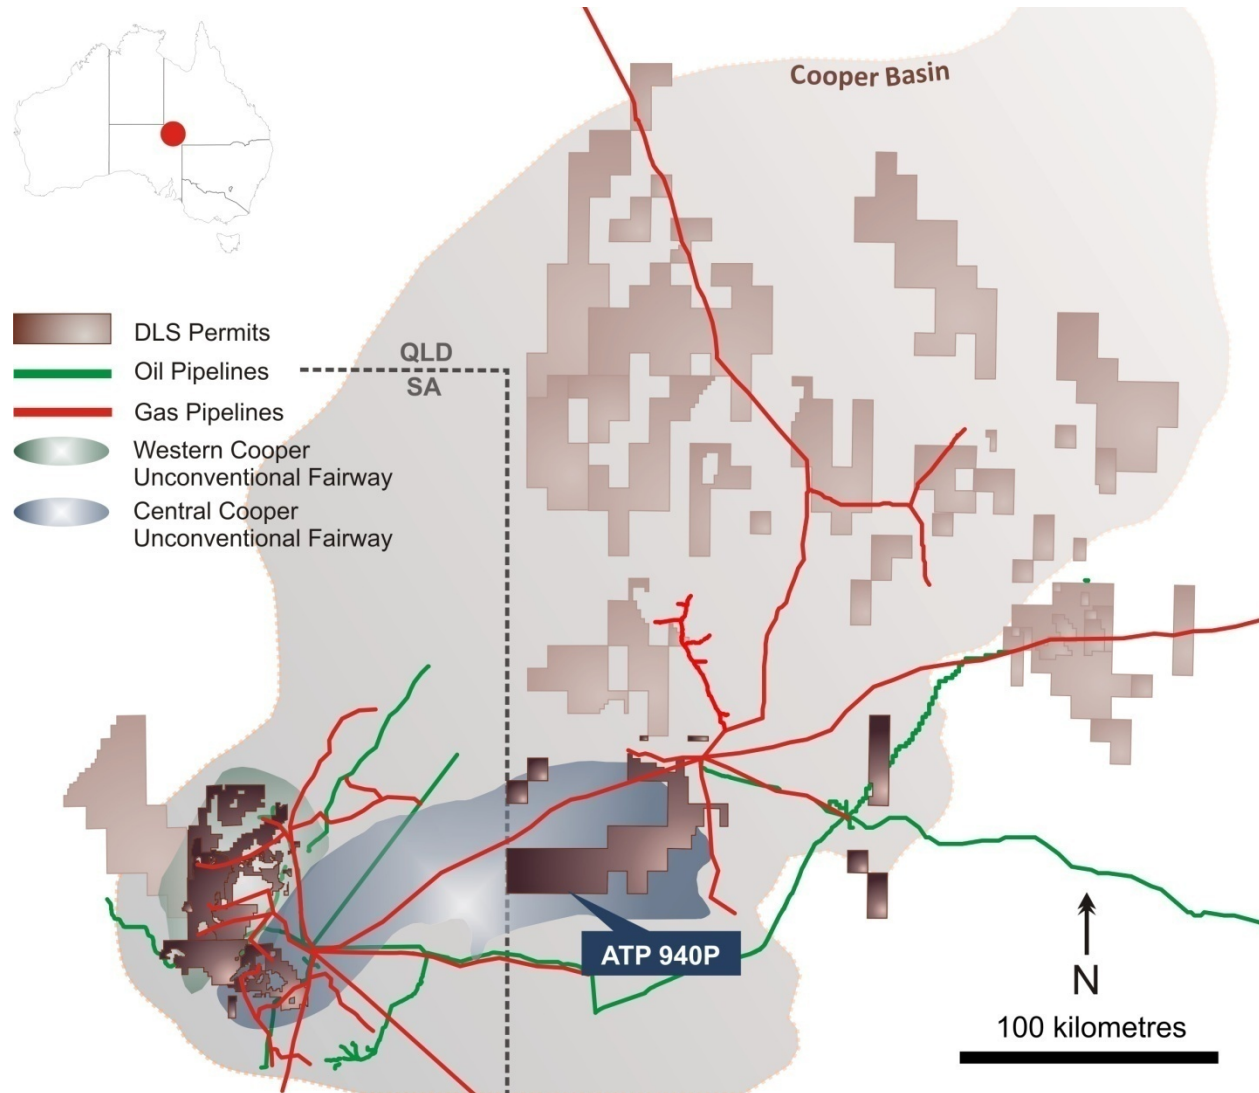 Cooper Basin
DLS Permits
Oil Pipelines
Gas Pipelines
Western Cooper
Unconventional Fairway
Central Cooper
Unconventional Fairway
QLD
SA
ATP 940P
N
100 kilometres